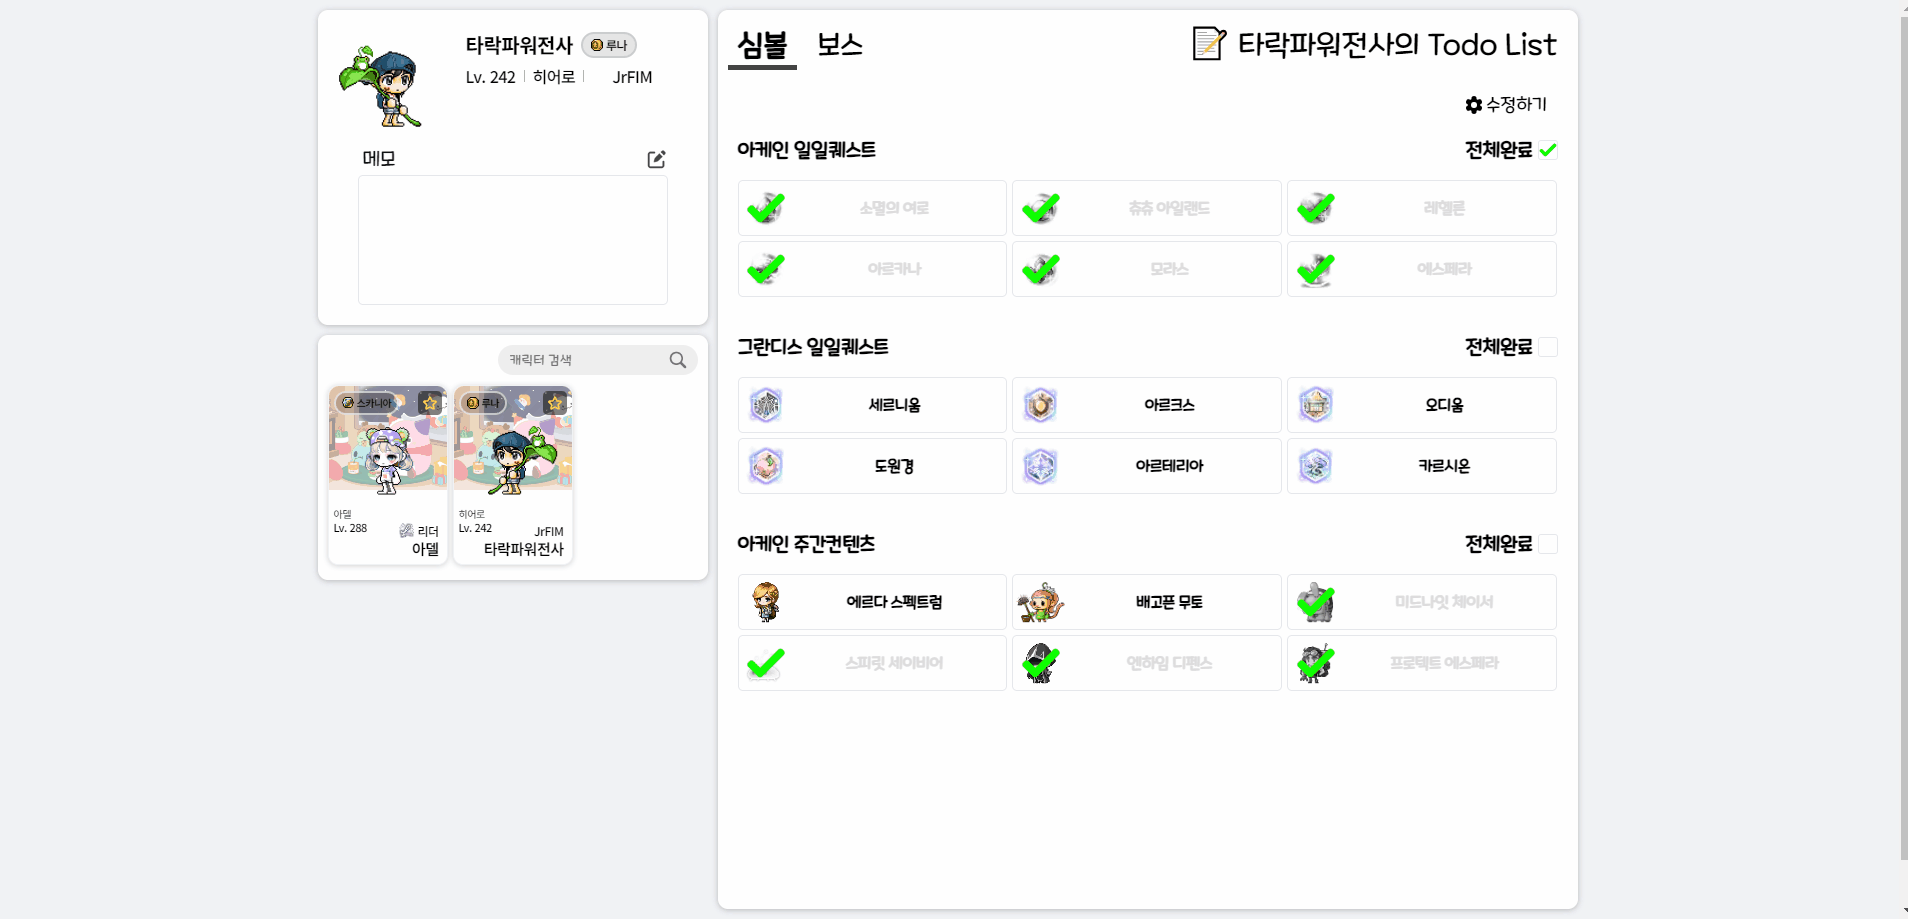 타락파워전사 루나
Lv. 242 히어로 JrFIM
메모
캐릭터 검색
스카니아
아델
Lv. 288
리더
아델
루나
히어로
Lv. 242
JrFIM
타락파워전사
심볼 보스
타락파워전사의 Todo List
수정하기
아케인 일일퀘스트 전체완료
소멸의 여로 츄츄 아일랜드 레헬른
아르카나 모라스 에스페라
그란디스 일일퀘스트 전체완료
세르니움 아르크스 오디움
도원경 아르테리아 카르시온
아케인 주간컨텐츠 전체완료
에르다 스펙트럼 배고픈 무토 미드나잇 체이서
스피릿 세이비어 엔하임 디펜스 프로텍트 에스페라